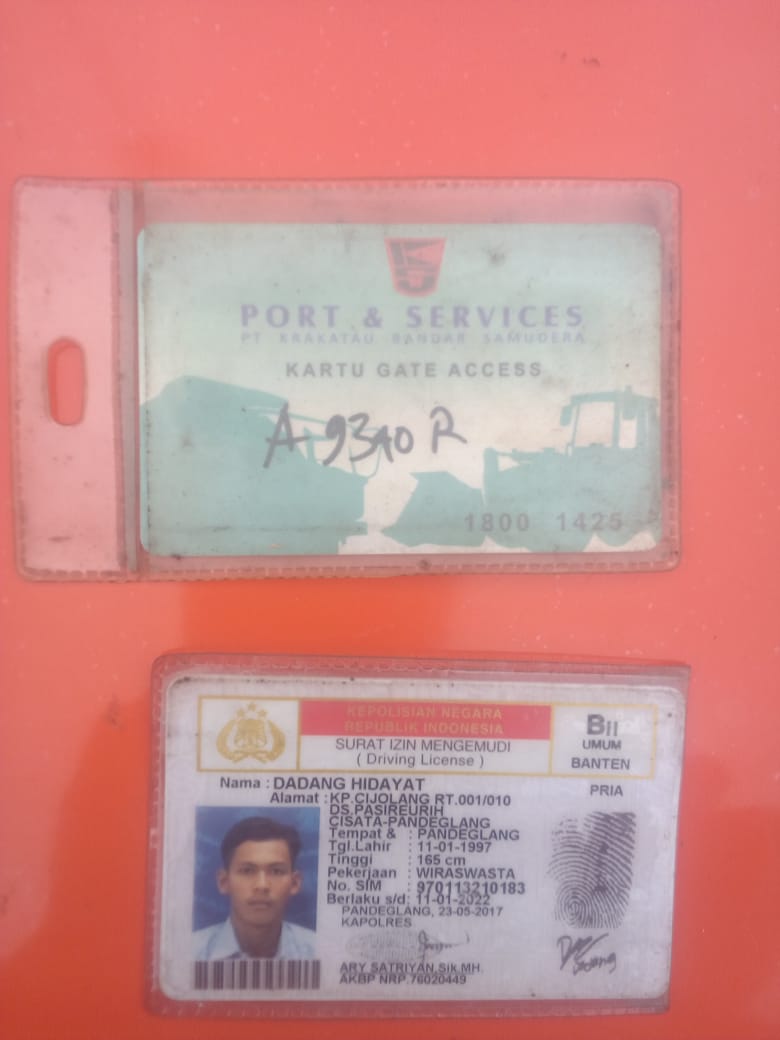 PORT & SERVICES
PT KRAKATAU BANDAR SAMUDERA
KARTU GATE ACCESS
A 9340 R
1800 1425
KEPOLISIAN NEGARA
REPUBLIK INDONESIA
SURAT IZIN MENGEMUDI
( Driving License )
BII
UMUM
BANTEN
Nama : DADANG HIDAYAT
PRIA
Alamat : KP.CIJOLANG RT.001/010
DS.PASIREURIH
CISATA-PANDEGLANG
Tempat & : PANDEGLANG
Tgl.Lahir : 11-01-1997
Tinggi : 165 cm
Pekerjaan : WIRASWASTA
No. SIM : 970113210183
Berlaku s/d : 11-01-2022
PANDEGLANG, 23-05-2017
KAPOLRES
ARY SATRIYAN,Sik.MH.
AKBP NRP.76020449